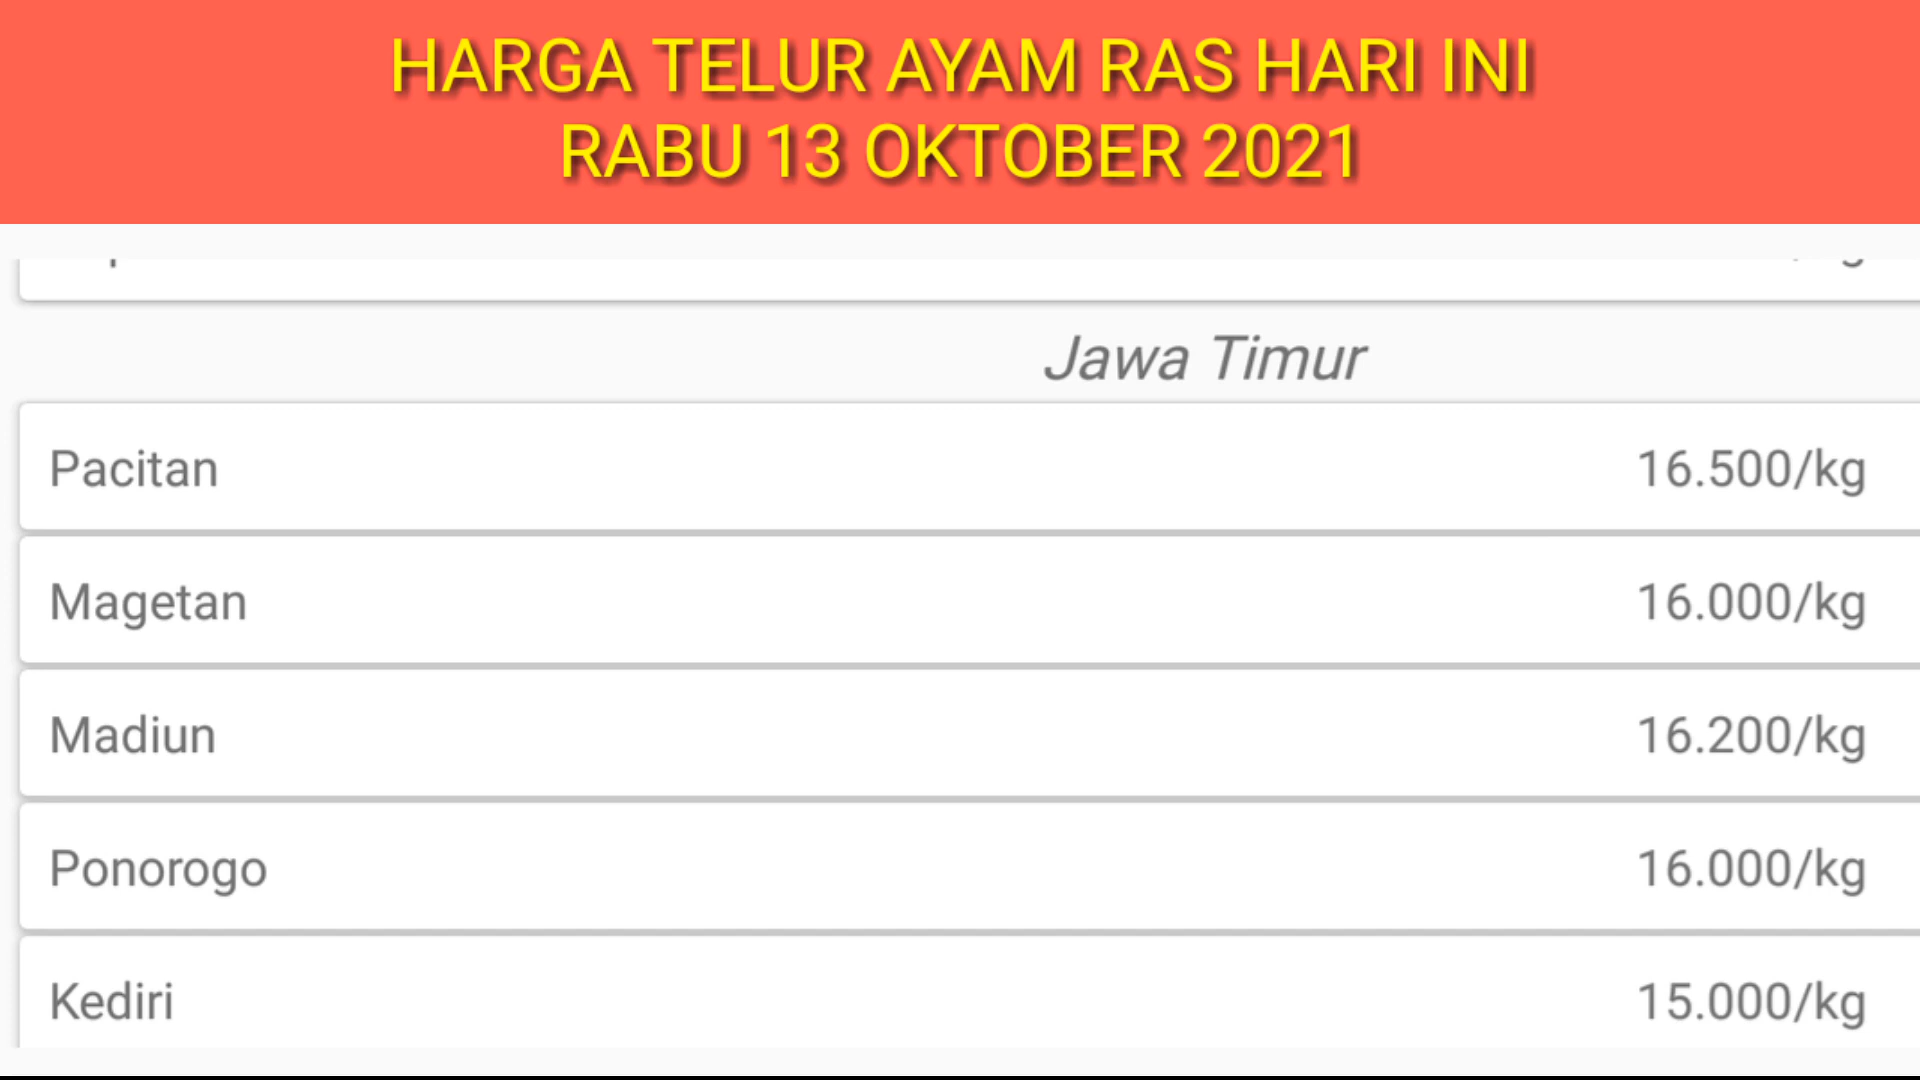 HARGA TELUR AYAM RAS HARI INI
RABU 13 OKTOBER 2021
Jawa Timur
Pacitan 16.500/kg
Magetan 16.000/kg
Madiun 16.200/kg
Ponorogo 16.000/kg
Kediri 15.000/kg